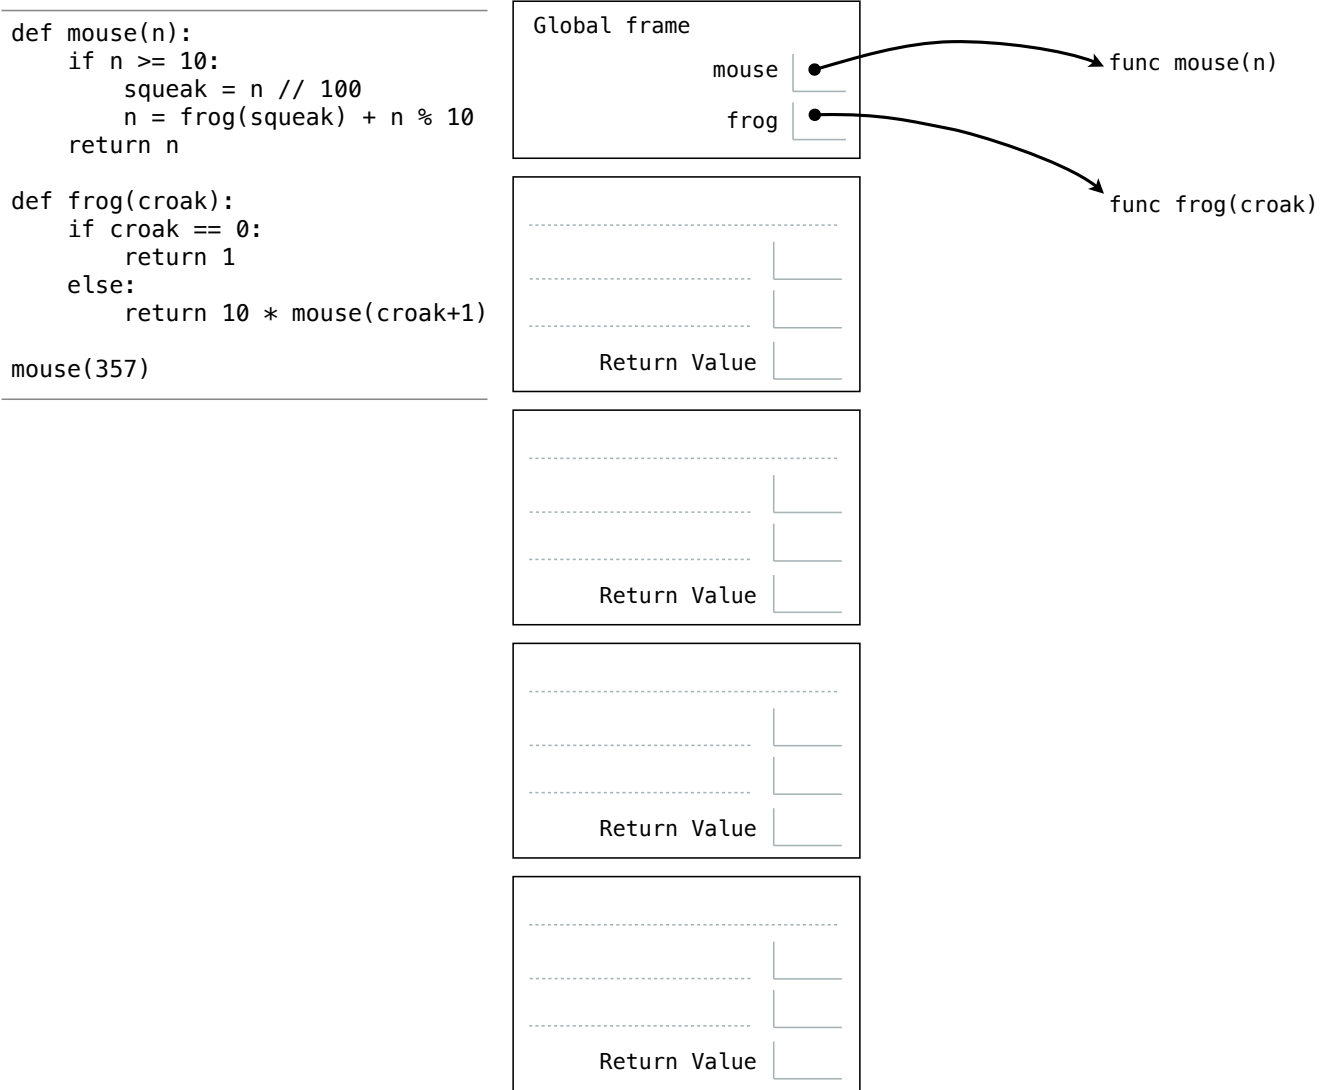 def mouse(n):
    if n >= 10:
        squeak = n // 100
        n = frog(squeak) + n % 10
    return n

def frog(croak):
    if croak == 0:
        return 1
    else:
        return 10 * mouse(croak+1)

mouse(357)
Global frame
mouse
func mouse(n)
frog
func frog(croak)
Return Value
Return Value
Return Value
Return Value